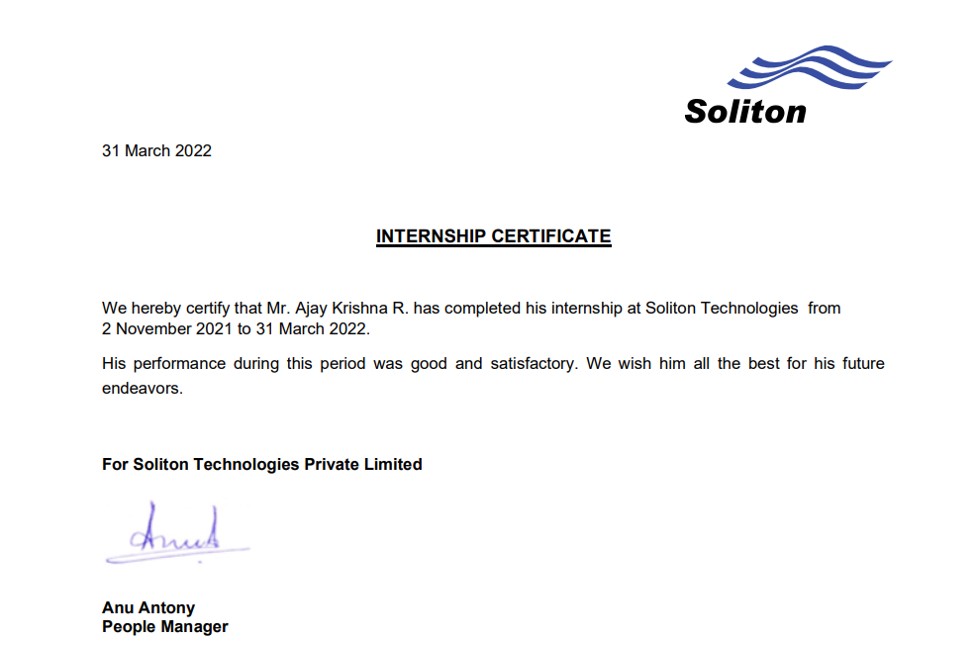 Soliton
31 March 2022
INTERNSHIP CERTIFICATE
We hereby certify that Mr. Ajay Krishna R. has completed his internship at Soliton Technologies from
2 November 2021 to 31 March 2022.
His performance during this period was good and satisfactory. We wish him all the best for his future
endeavors.
For Soliton Technologies Private Limited
Anu Antony
People Manager